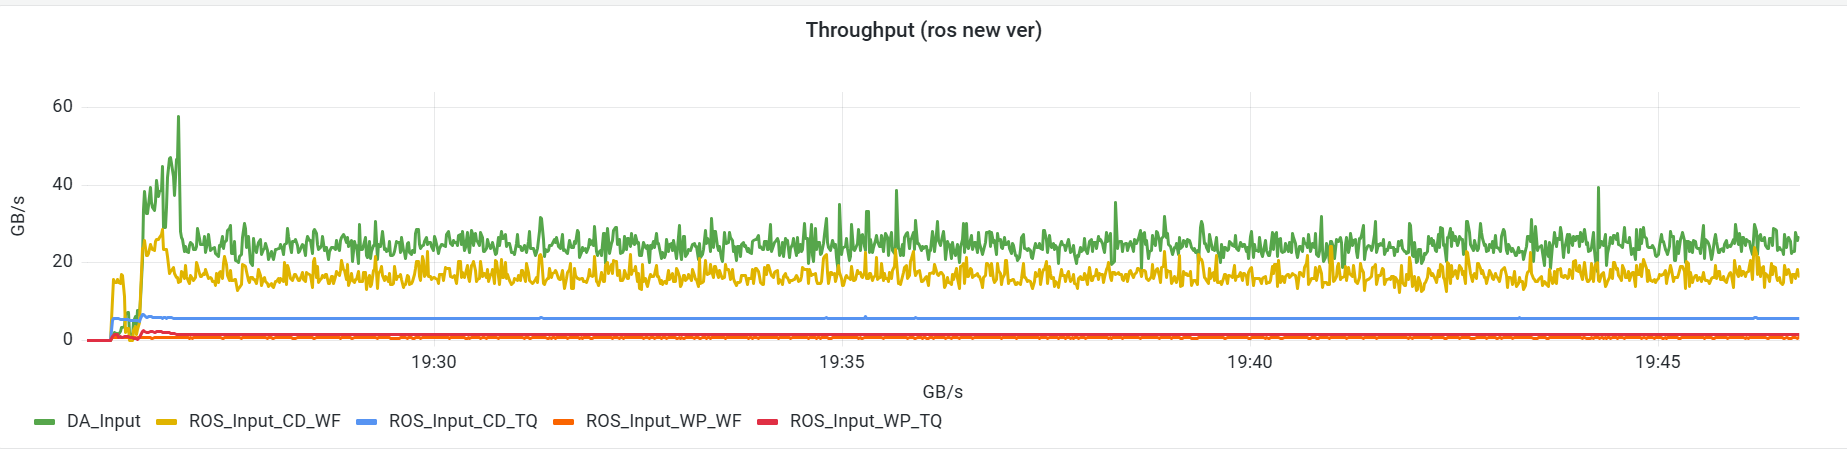 Throughput (ros new ver)
60
40
20
0
GB/s
19:30 19:35 19:40 19:45
GB/s
DA_Input ROS_Input_CD_WF ROS_Input_CD_TQ ROS_Input_WP_WF ROS_Input_WP_TQ